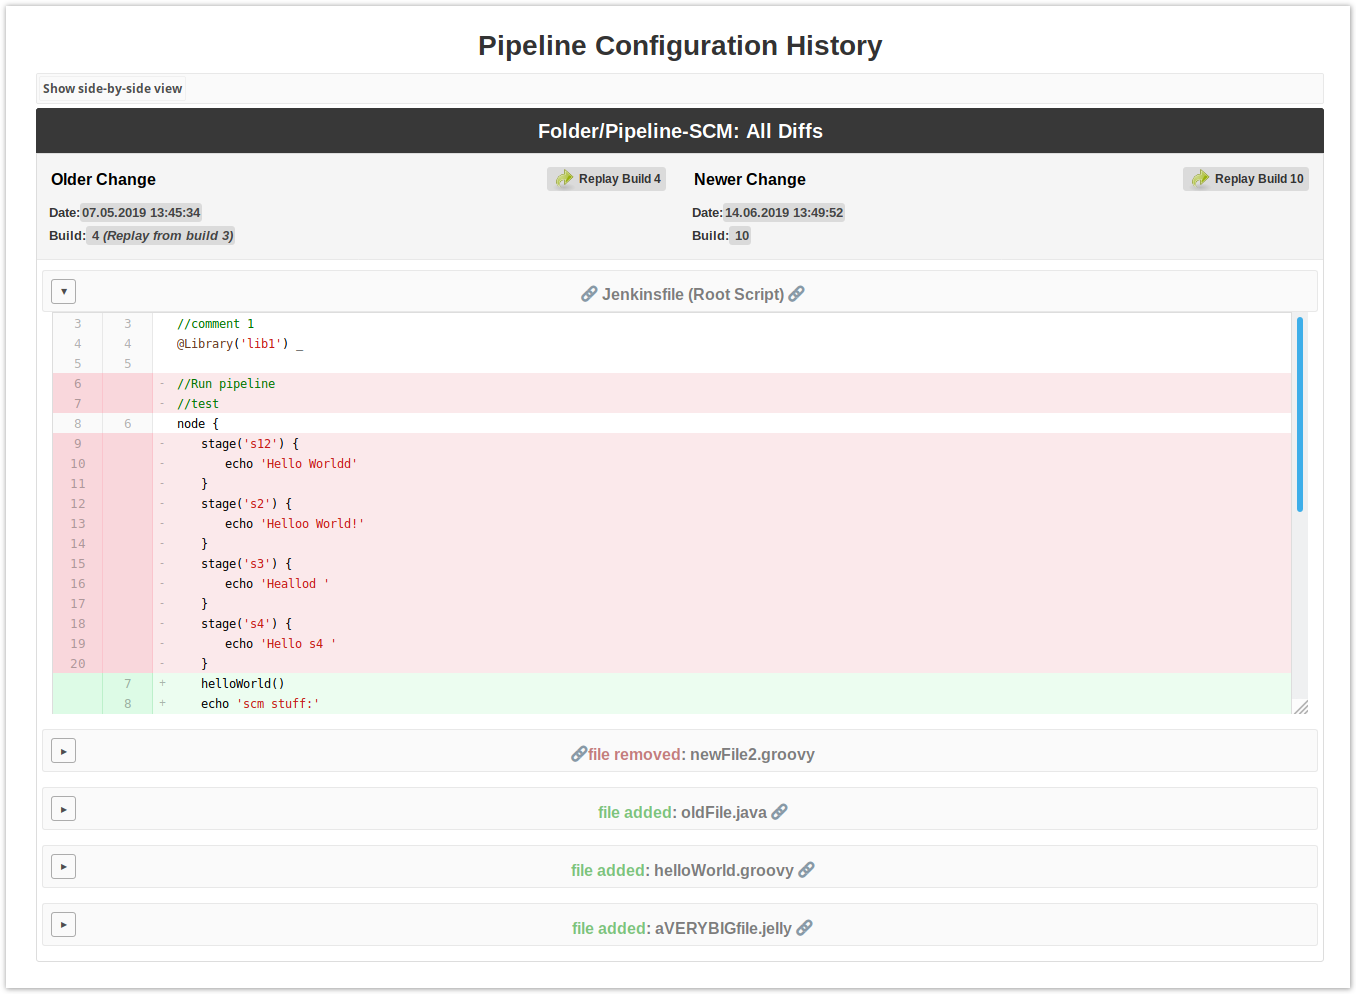 Pipeline Configuration History
Show side-by-side view
Folder/Pipeline-SCM: All Diffs
Older Change
Replay Build 4
Date: 07.05.2019 13:45:34
Build: 4 (Replay from build 3)
Newer Change
Replay Build 10
Date: 14.06.2019 13:49:52
Build: 10
Jenkinsfile (Root Script)
3 3 //comment 1
4 4 @Library('lib1') _
5 5
6 - //Run pipeline
7 - //test
8 6 node {
9 - stage('s12') {
10 - echo 'Hello Worldd'
11 - }
12 - stage('s2') {
13 - echo 'Helloo World!'
14 - }
15 - stage('s3') {
16 - echo 'Heallod '
17 - }
18 - stage('s4') {
19 - echo 'Hello s4 '
20 - }
7 + helloWorld()
8 + echo 'scm stuff:'
file removed: newFile2.groovy
file added: oldFile.java
file added: helloWorld.groovy
file added: aVERYBIGfile.jelly